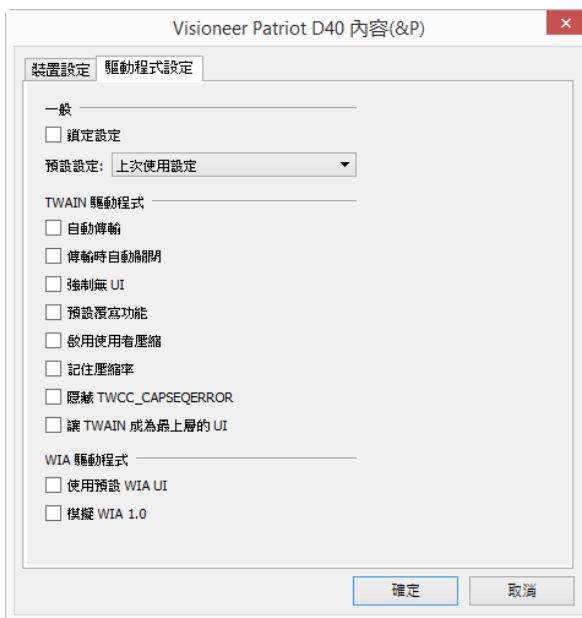 Visioneer Patriot D40 內容(&P)
裝置設定 驅動程式設定
一般
鎖定設定
預設設定: 上次使用設定
TWAIN 驅動程式
自動傳輸
傳輸時自動關閉
強制無 UI
預設覆寫功能
啟用使用者壓縮
記住壓縮率
隱藏 TWCC_CAPSEQERROR
讓 TWAIN 成為最上層的 UI
WIA 驅動程式
使用預設 WIA UI
模擬 WIA 1.0
確定 取消